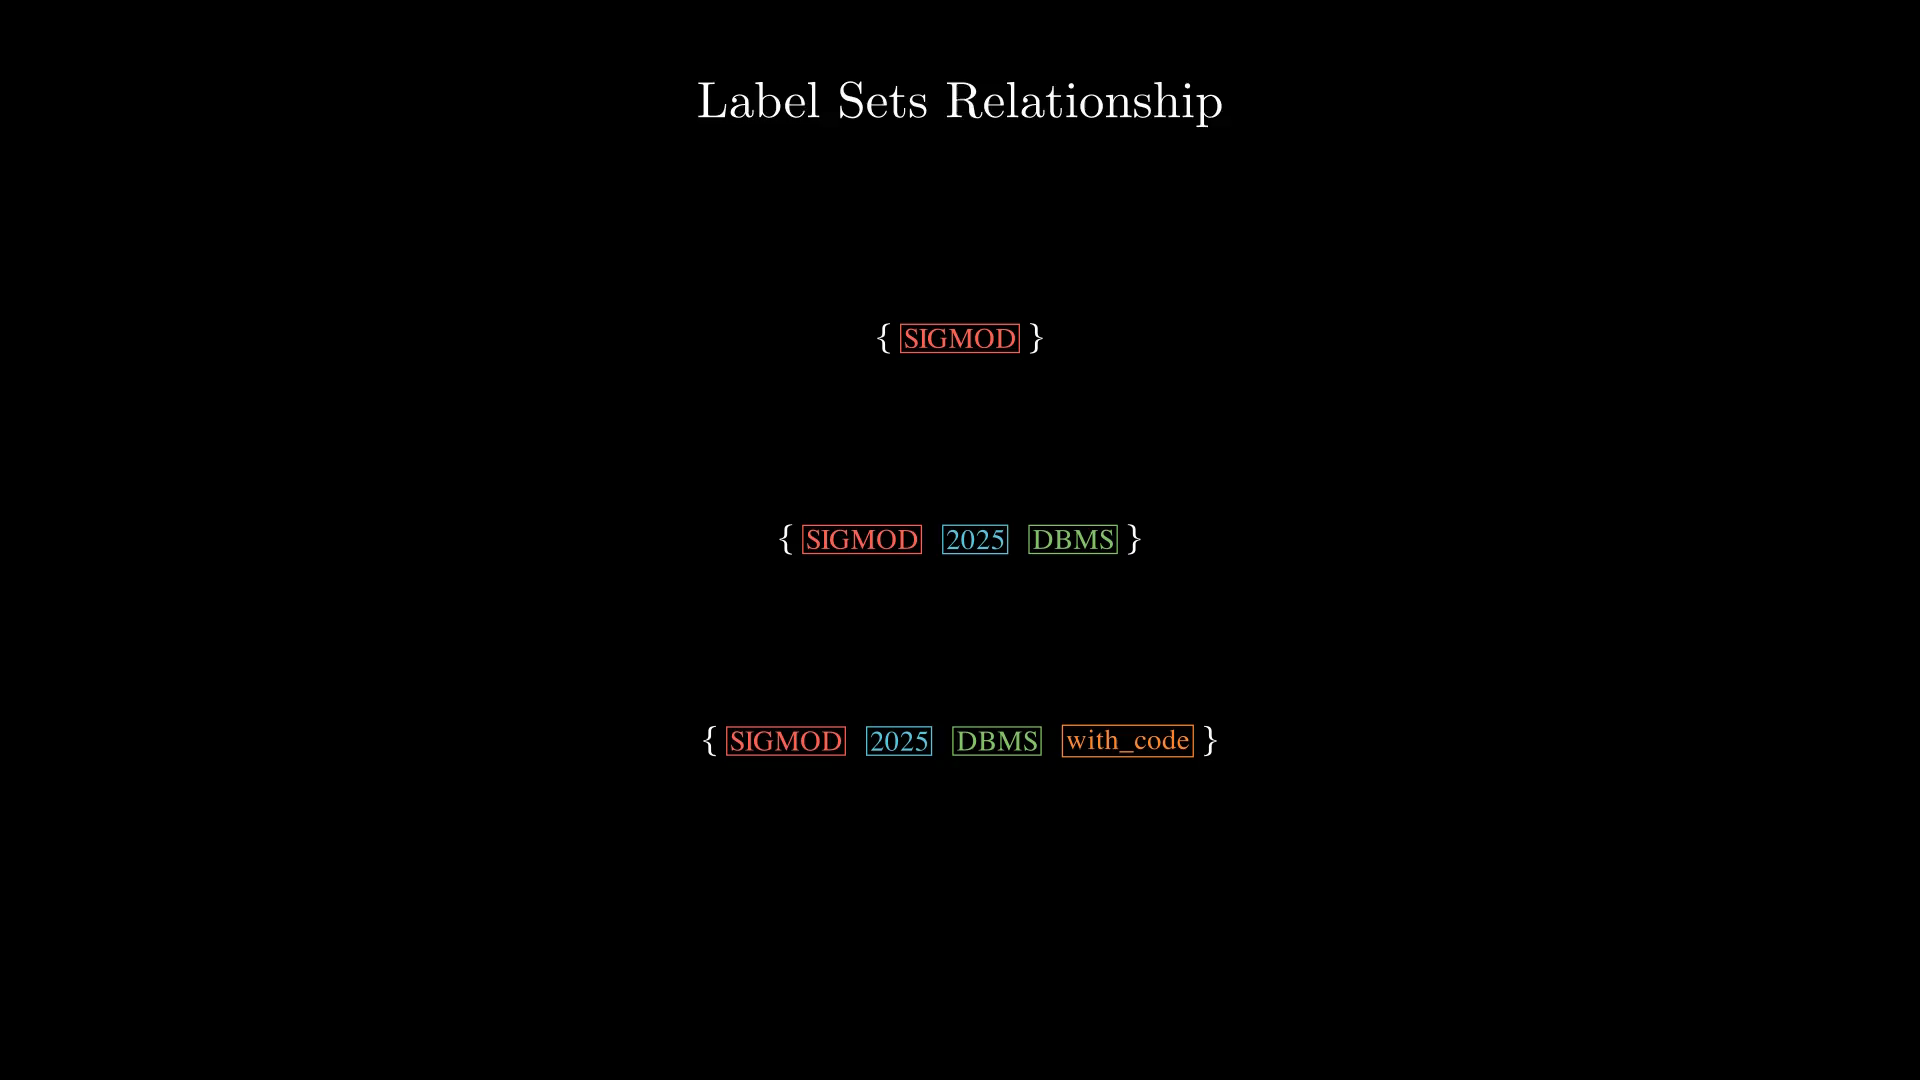 Label Sets Relationship
{ SIGMOD }
{ SIGMOD 2025 DBMS }
{ SIGMOD 2025 DBMS with_code }